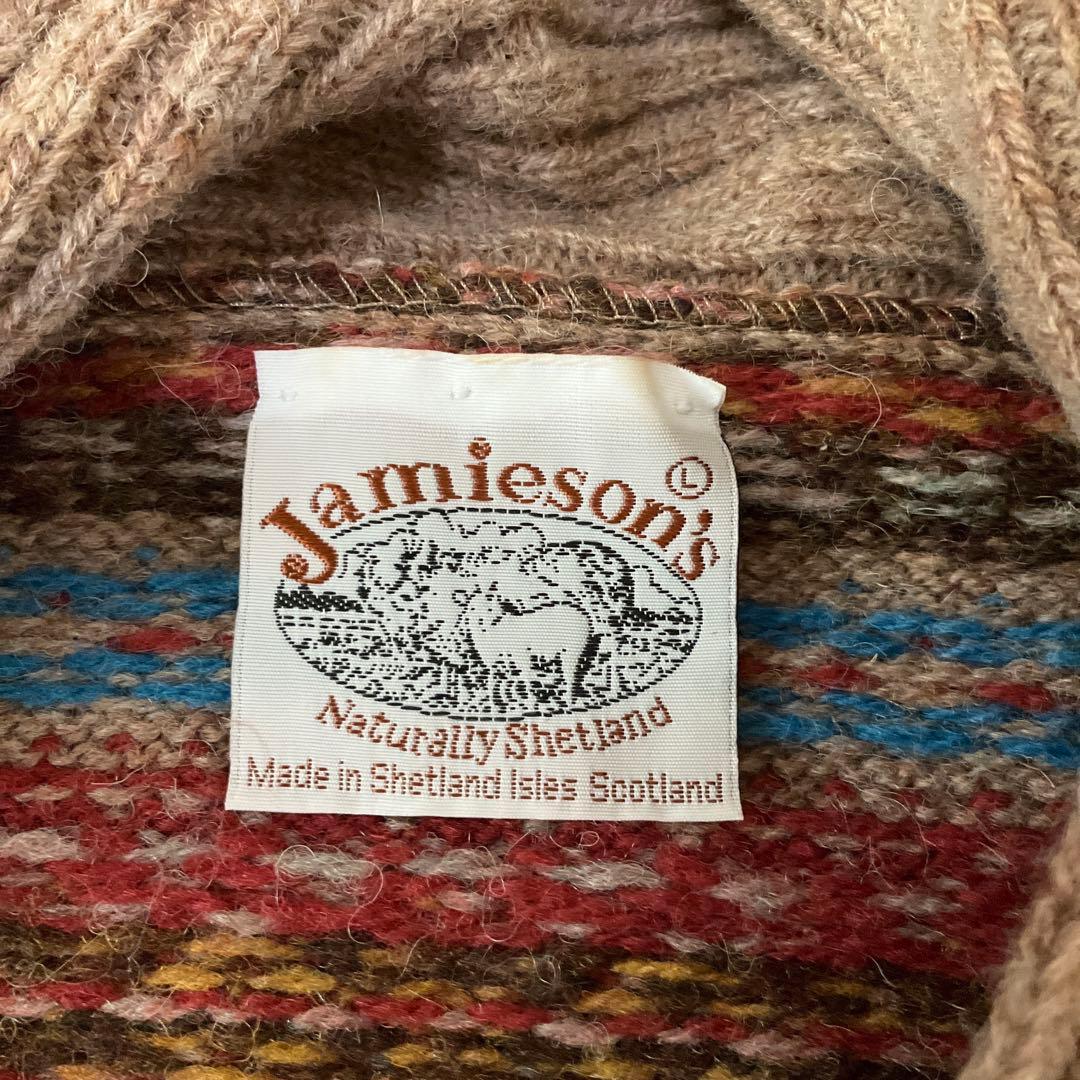 Jamieson's Ⓛ
Naturally Shetland
Made in Shetland Isles Scotland